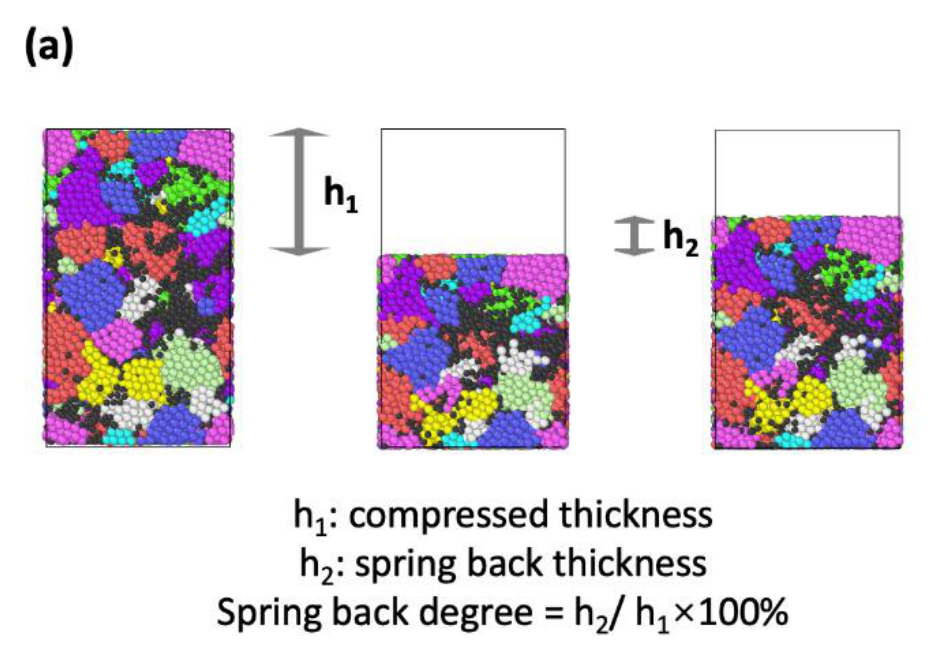 (a)
h₁
h₂
h₁: compressed thickness
h₂: spring back thickness
Spring back degree = h₂/ h₁×100%